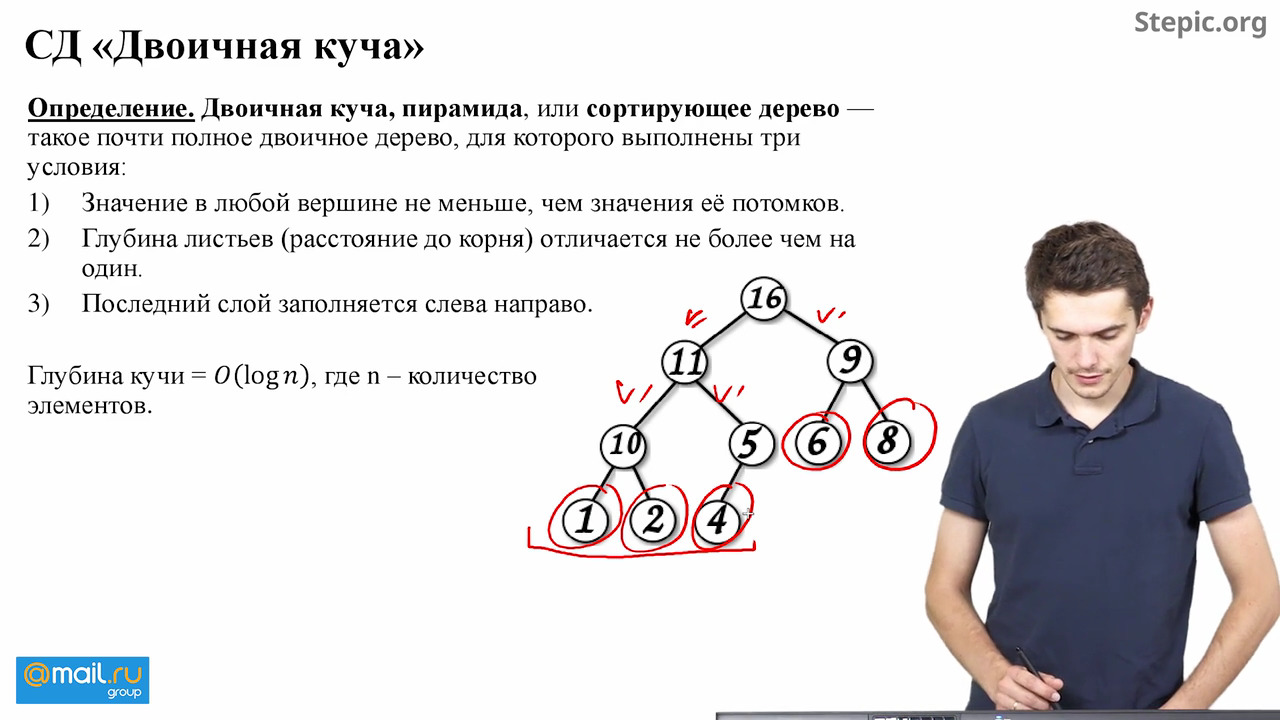 Stepic.org
СД «Двоичная куча»
Определение. Двоичная куча, пирамида, или сортирующее дерево —
такое почти полное двоичное дерево, для которого выполнены три
условия:
1) Значение в любой вершине не меньше, чем значения её потомков.
2) Глубина листьев (расстояние до корня) отличается не более чем на
один.
3) Последний слой заполняется слева направо.
Глубина кучи = O(log n), где n – количество
элементов.
16
11 9
10 5 6 8
1 2 4
@mail.ru
group